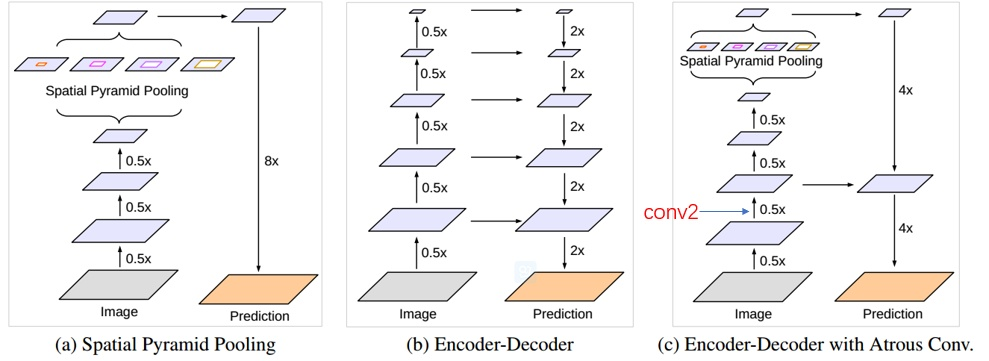 Spatial Pyramid Pooling
0.5x
0.5x
0.5x
8x
Image
Prediction
(a) Spatial Pyramid Pooling
0.5x
0.5x
0.5x
0.5x
0.5x
2x
2x
2x
2x
2x
Image
Prediction
(b) Encoder-Decoder
Spatial Pyramid Pooling
0.5x
0.5x
conv2
0.5x
0.5x
4x
4x
Image
Prediction
(c) Encoder-Decoder with Atrous Conv.